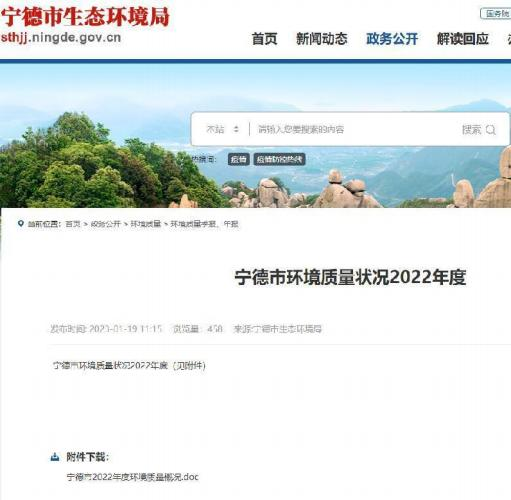 宁德市生态环境局
国务院
sthjj.ningde.gov.cn
首页 新闻动态 政务公开 解读回应
本站 请输入您要搜索的内容 搜索
热搜词： 疫情 疫情防控热线
当前位置：首页 > 政务公开 > 环境质量 > 环境质量季报、年报
宁德市环境质量状况2022年度
发布时间: 2023-01-19 11:15 浏览量：458 来源:宁德市生态环境局
宁德市环境质量状况2022年度（见附件）
附件下载：
宁德市2022年度环境质量概况.doc